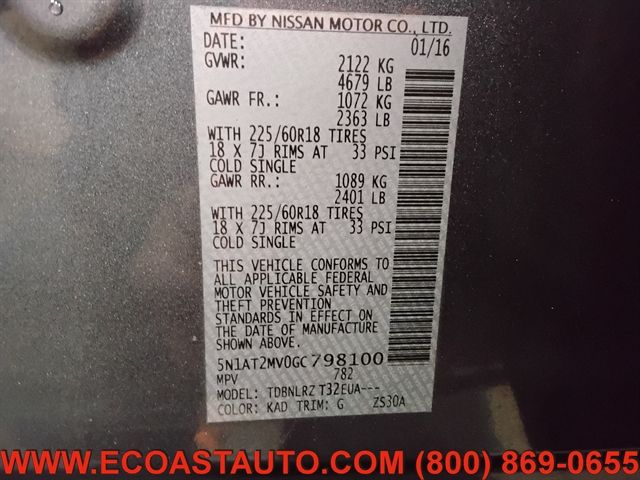 MFD BY NISSAN MOTOR CO., LTD.
DATE: 01/16
GVWR: 2122 KG
4679 LB
GAWR FR.: 1072 KG
2363 LB
WITH 225/60R18 TIRES
18 X 7J RIMS AT 33 PSI
COLD SINGLE
GAWR RR.: 1089 KG
2401 LB
WITH 225/60R18 TIRES
18 X 7J RIMS AT 33 PSI
COLD SINGLE
THIS VEHICLE CONFORMS TO
ALL APPLICABLE FEDERAL
MOTOR VEHICLE SAFETY AND
THEFT PREVENTION
STANDARDS IN EFFECT ON
THE DATE OF MANUFACTURE
SHOWN ABOVE.
5N1AT2MV0GC798100
MPV 782
MODEL: TDBNLRZ T32EUA---
COLOR: KAD TRIM: G ZS30A
WWW.ECOASTAUTO.COM (800) 869-0655